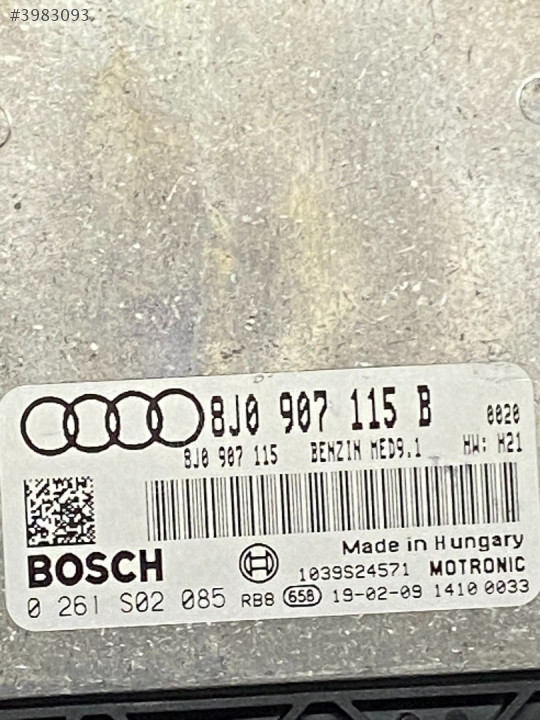 #3983093
8J0 907 115 B 0020
8J0 907 115 BENZIN MED9.1 HW: H21
Made in Hungary
BOSCH 1039S24571 MOTRONIC
0 261 S02 085 RB8 658 19-02-09 1410 0033